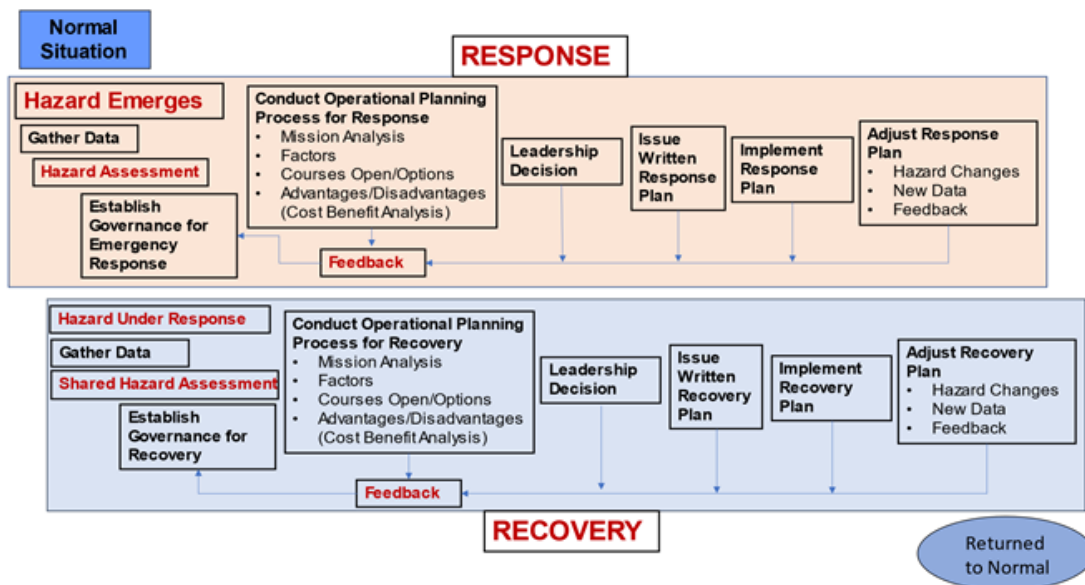 Normal
Situation
RESPONSE
Hazard Emerges
Gather Data
Hazard Assessment
Establish
Governance for
Emergency
Response
Conduct Operational Planning
Process for Response
• Mission Analysis
• Factors
• Courses Open/Options
• Advantages/Disadvantages
(Cost Benefit Analysis)
Feedback
Leadership
Decision
Issue
Written
Response
Plan
Implement
Response
Plan
Adjust Response
Plan
• Hazard Changes
• New Data
• Feedback
Hazard Under Response
Gather Data
Shared Hazard Assessment
Establish
Governance for
Recovery
Conduct Operational Planning
Process for Recovery
• Mission Analysis
• Factors
• Courses Open/Options
• Advantages/Disadvantages
(Cost Benefit Analysis)
Feedback
Leadership
Decision
Issue
Written
Recovery
Plan
Implement
Recovery
Plan
Adjust Recovery
Plan
• Hazard Changes
• New Data
• Feedback
RECOVERY
Returned
to Normal